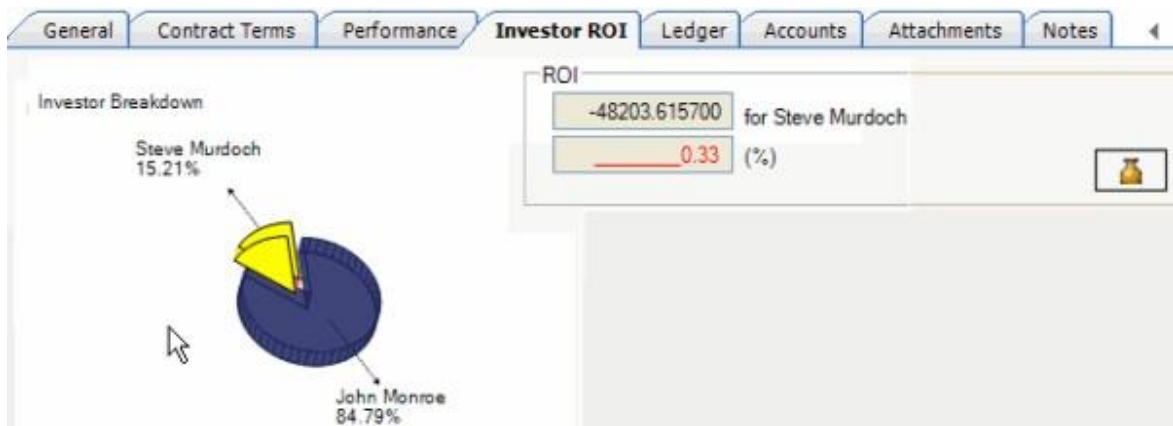 General Contract Terms Performance Investor ROI Ledger Accounts Attachments Notes
Investor Breakdown
Steve Murdoch
15.21%
John Monroe
84.79%
ROI
-48203.615700 for Steve Murdoch
_______0.33 (%)